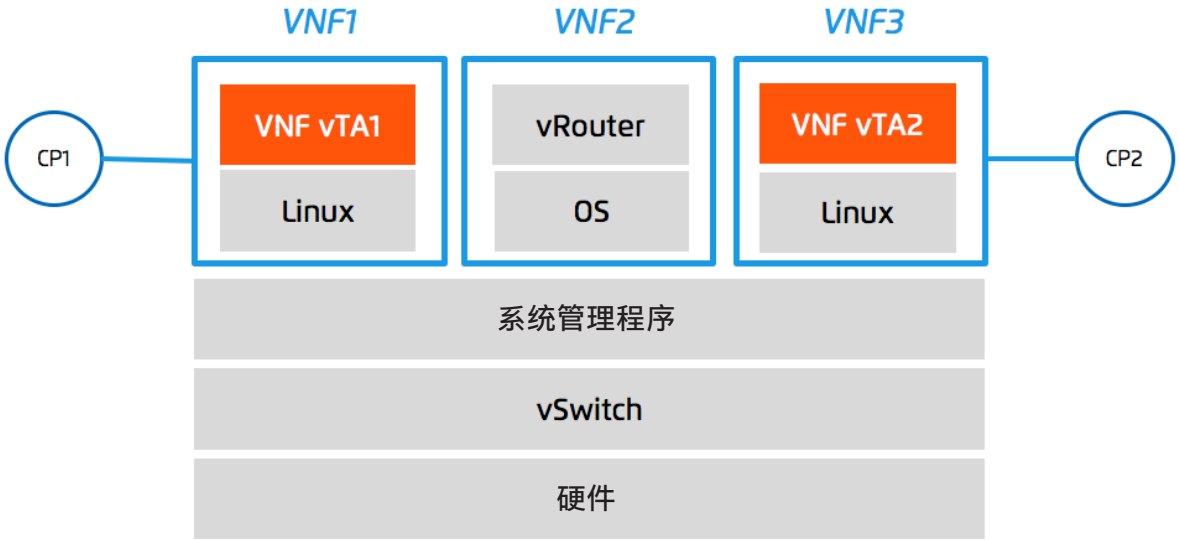 VNF1
VNF2
VNF3
VNF vTA1
vRouter
VNF vTA2
CP1
CP2
Linux
OS
Linux
系统管理程序
vSwitch
硬件